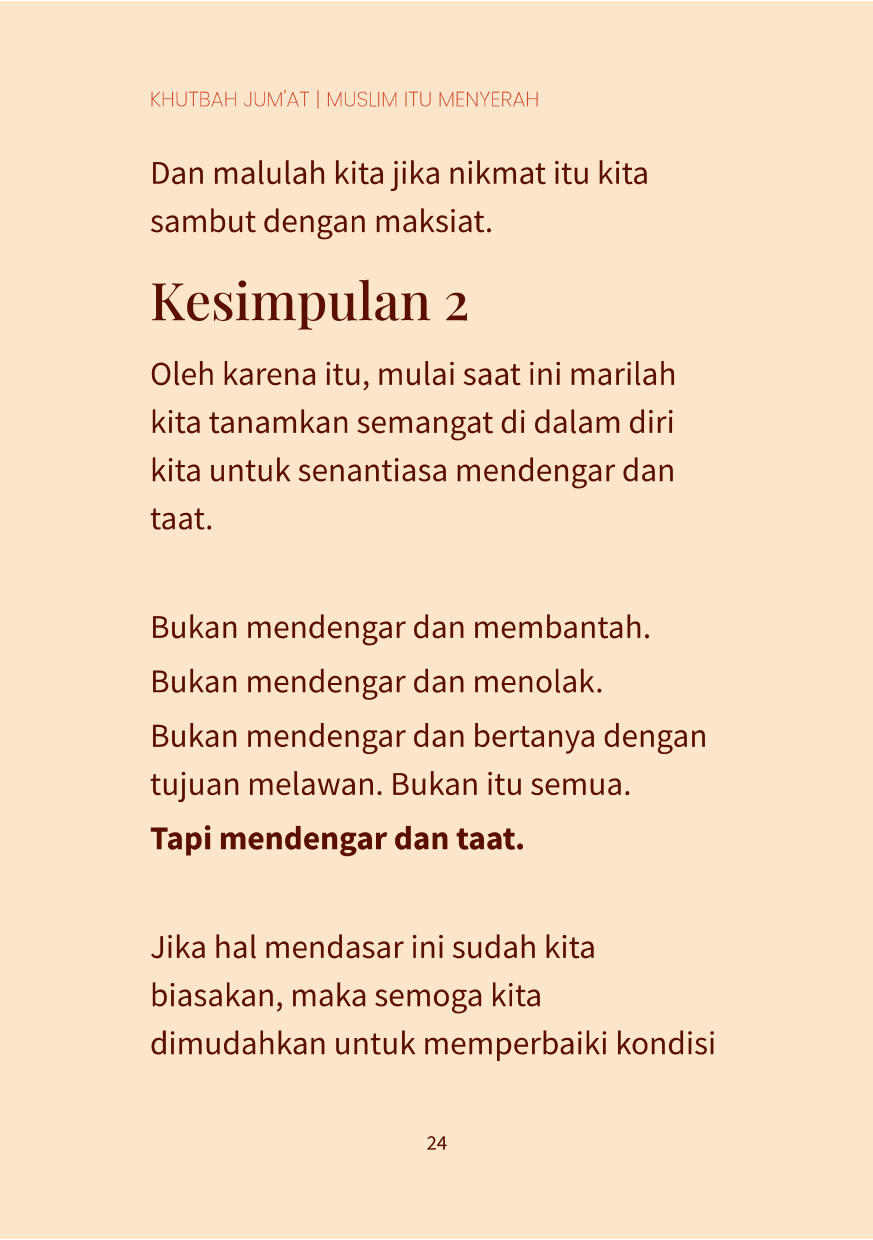 KHUTBAH JUM'AT | MUSLIM ITU MENYERAH
Dan malulah kita jika nikmat itu kita
sambut dengan maksiat.
Kesimpulan 2
Oleh karena itu, mulai saat ini marilah
kita tanamkan semangat di dalam diri
kita untuk senantiasa mendengar dan
taat.
Bukan mendengar dan membantah.
Bukan mendengar dan menolak.
Bukan mendengar dan bertanya dengan
tujuan melawan. Bukan itu semua.
Tapi mendengar dan taat.
Jika hal mendasar ini sudah kita
biasakan, maka semoga kita
dimudahkan untuk memperbaiki kondisi
24